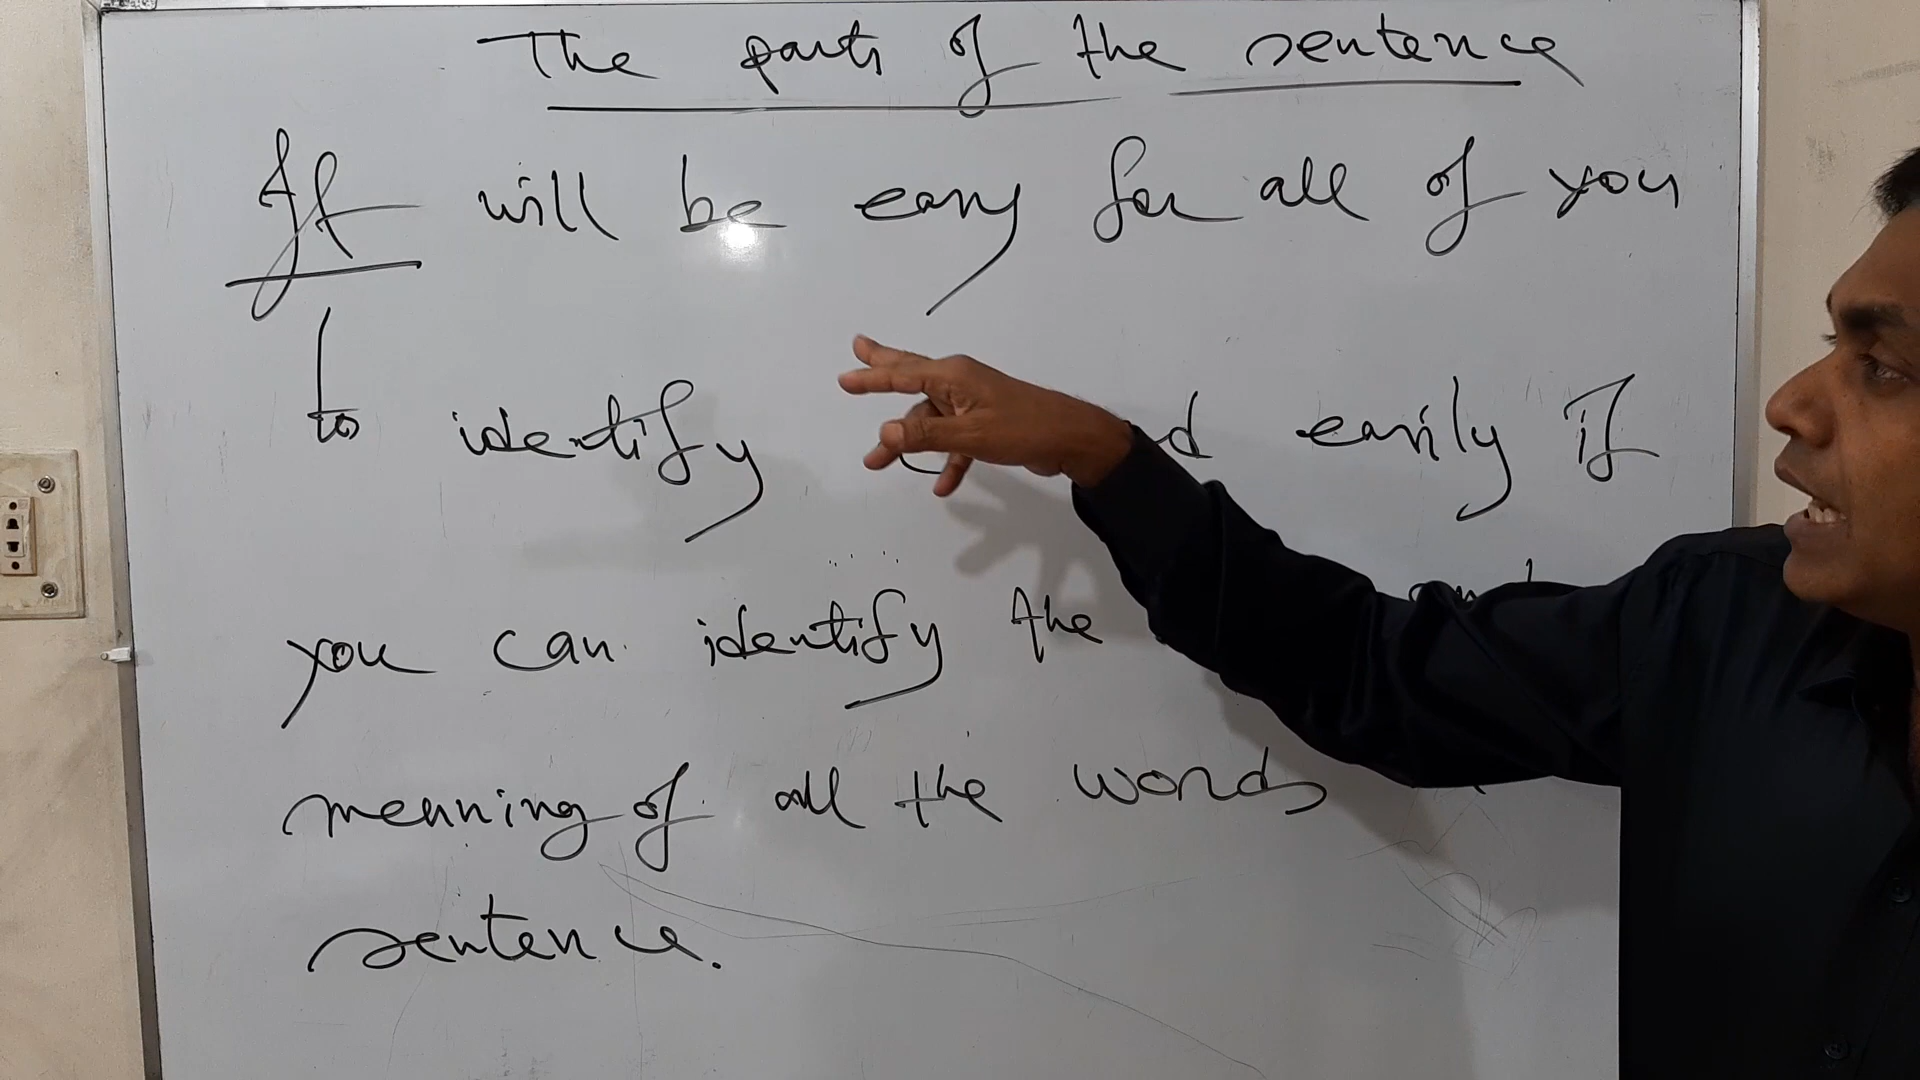 The parts of the sentence
It will be easy for all of you
to identify easily if
you can identify the
meaning of all the words
sentence.